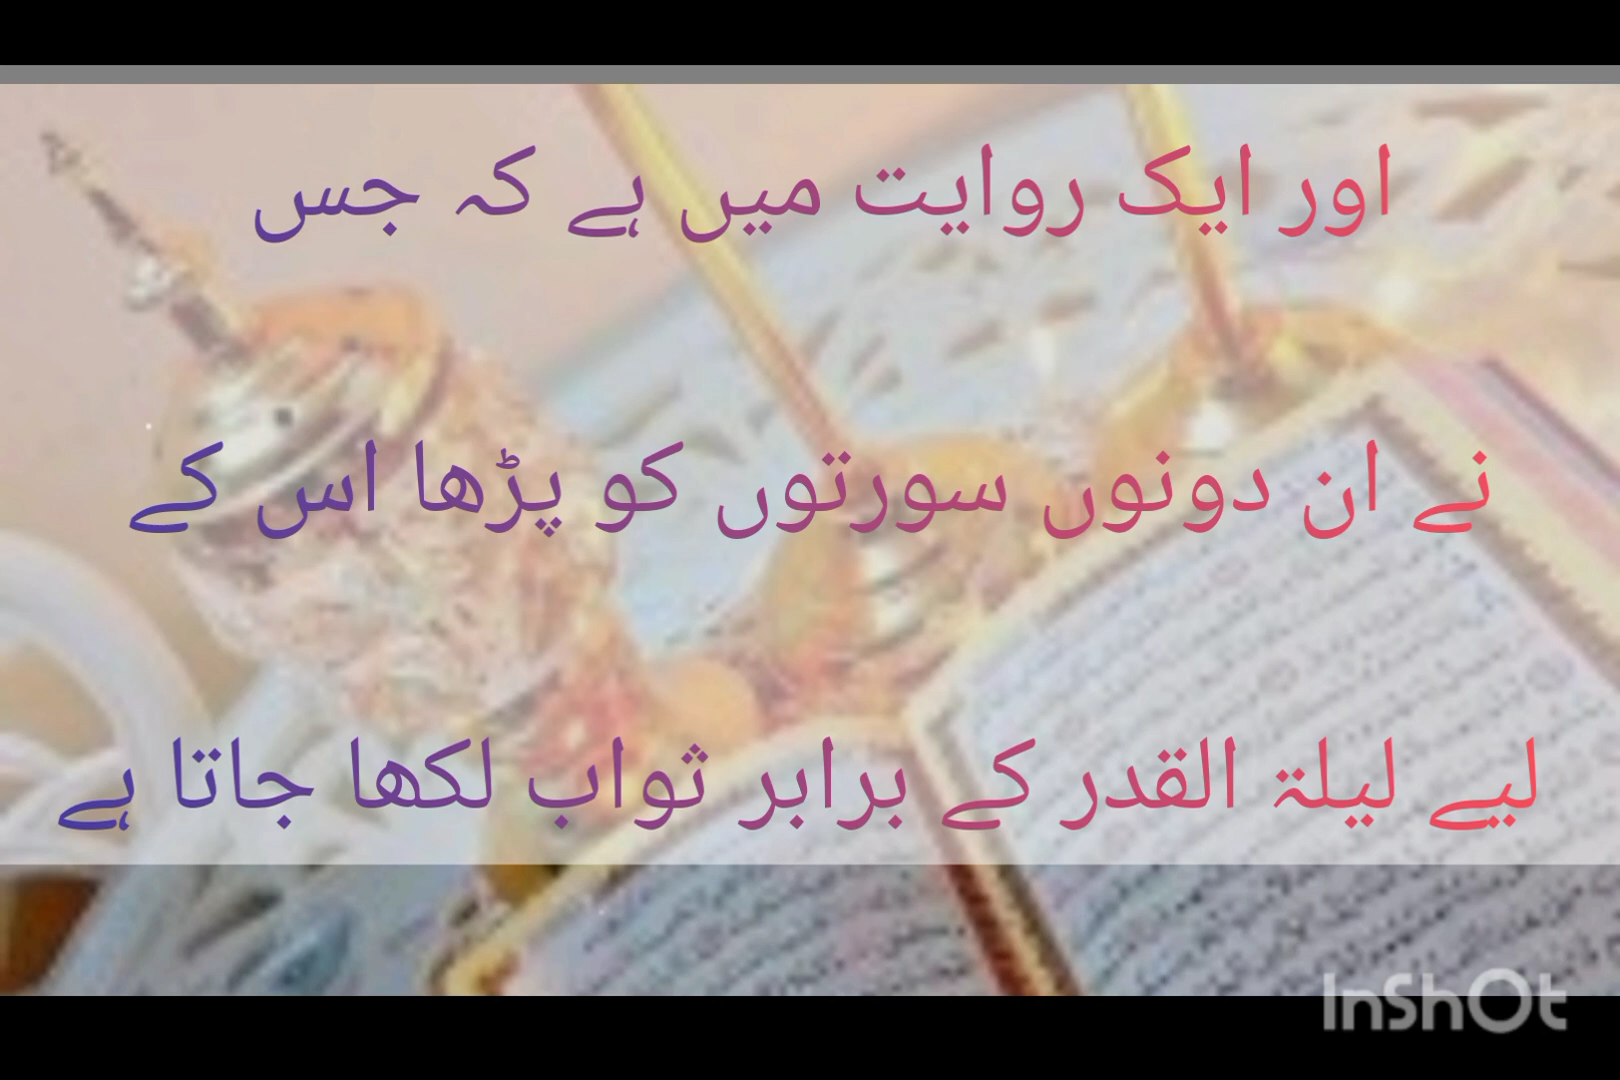 اور ایک روایت میں ہے کہ جس
نے ان دونوں سورتوں کو پڑھا اس کے
لیے لیلۃ القدر کے برابر ثواب لکھا جاتا ہے
InShOt